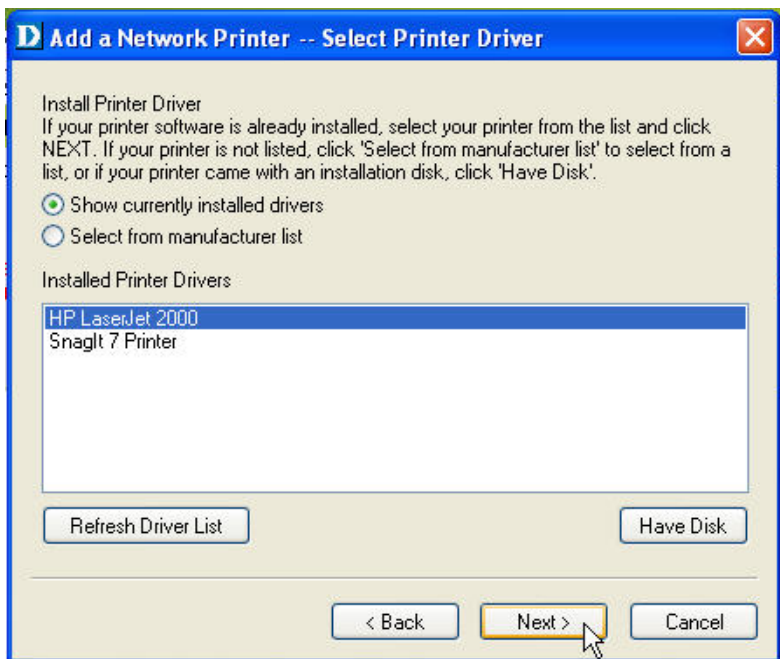 D Add a Network Printer -- Select Printer Driver
Install Printer Driver
If your printer software is already installed, select your printer from the list and click
NEXT. If your printer is not listed, click 'Select from manufacturer list' to select from a
list, or if your printer came with an installation disk, click 'Have Disk'.
Show currently installed drivers
Select from manufacturer list
Installed Printer Drivers
HP LaserJet 2000
SnagIt 7 Printer
Refresh Driver List
Have Disk
< Back
Next >
Cancel